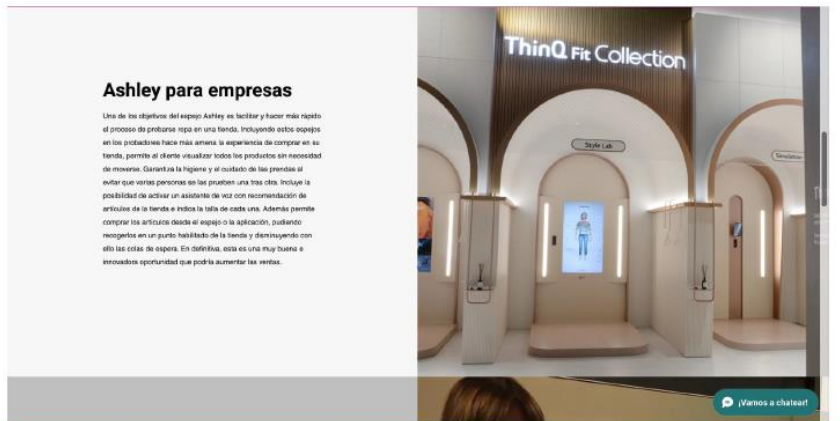 Ashley para empresas
Uno de los objetivos del espejo Ashley es facilitar y hacer más rápido
el proceso de probarse ropa en una tienda. Incluyendo estos espejos
en los probadores hace más amena la experiencia de comprar en su
tienda, permite al cliente visualizar todos los productos sin necesidad
de moverse. Garantiza la higiene y el cuidado de las prendas al
evitar que varias personas se las prueben una tras otra. Incluye la
posibilidad de activar un asistente de voz con recomendación de
artículos de la tienda e indica la talla de cada una. Además permite
comprar los artículos desde el espejo o la aplicación, pudiendo
recogerlos en un punto habilitado de la tienda y disminuyendo con
ello las colas de espera. En definitiva, esta es una muy buena e
innovadora oportunidad que podría aumentar las ventas.
ThinQ Fit Collection
Style Lab
Simulation
¡Vamos a chatear!